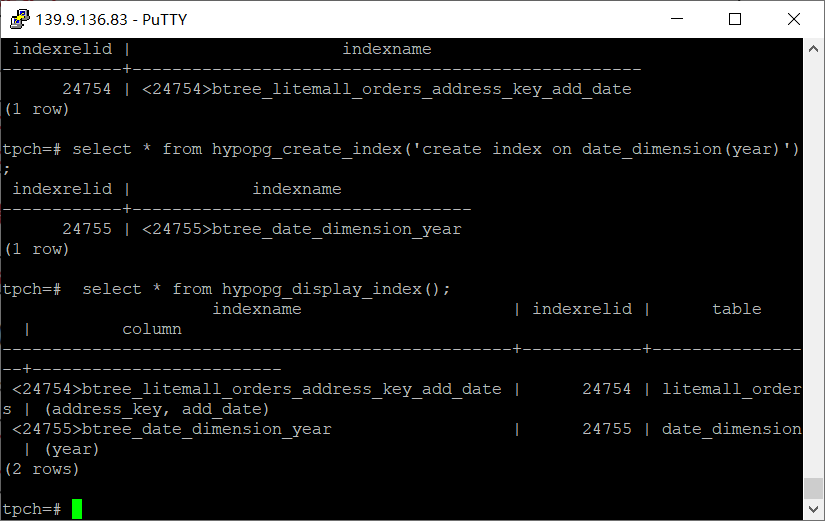 139.9.136.83 - PuTTY
 indexrelid |                     indexname
------------+---------------------------------------------------
      24754 | <24754>btree_litemall_orders_address_key_add_date
(1 row)

tpch=# select * from hypopg_create_index('create index on date_dimension(year)')
;
 indexrelid |            indexname
------------+----------------------------------
      24755 | <24755>btree_date_dimension_year
(1 row)

tpch=#  select * from hypopg_display_index();
                     indexname                     | indexrelid |      table
  |         column
---------------------------------------------------+------------+---------------
--+-------------------------
 <24754>btree_litemall_orders_address_key_add_date |      24754 | litemall_order
s | (address_key, add_date)
 <24755>btree_date_dimension_year                  |      24755 | date_dimension
  | (year)
(2 rows)

tpch=#